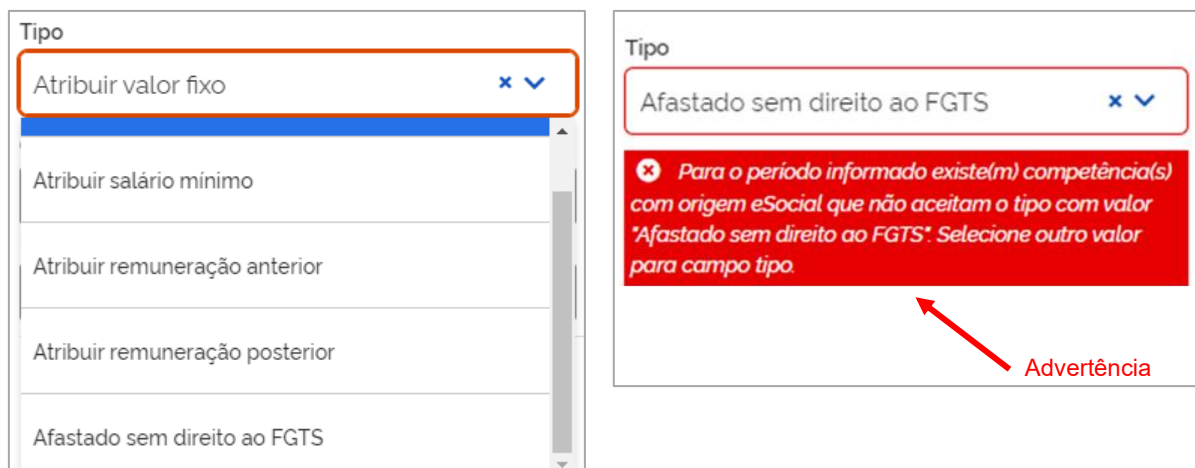 Tipo
Atribuir valor fixo
Atribuir salário mínimo
Atribuir remuneração anterior
Atribuir remuneração posterior
Afastado sem direito ao FGTS
Tipo
Afastado sem direito ao FGTS
Para o período informado existe(m) competência(s)
com origem eSocial que não aceitam o tipo com valor
"Afastado sem direito ao FGTS". Selecione outro valor
para campo tipo.
Advertência